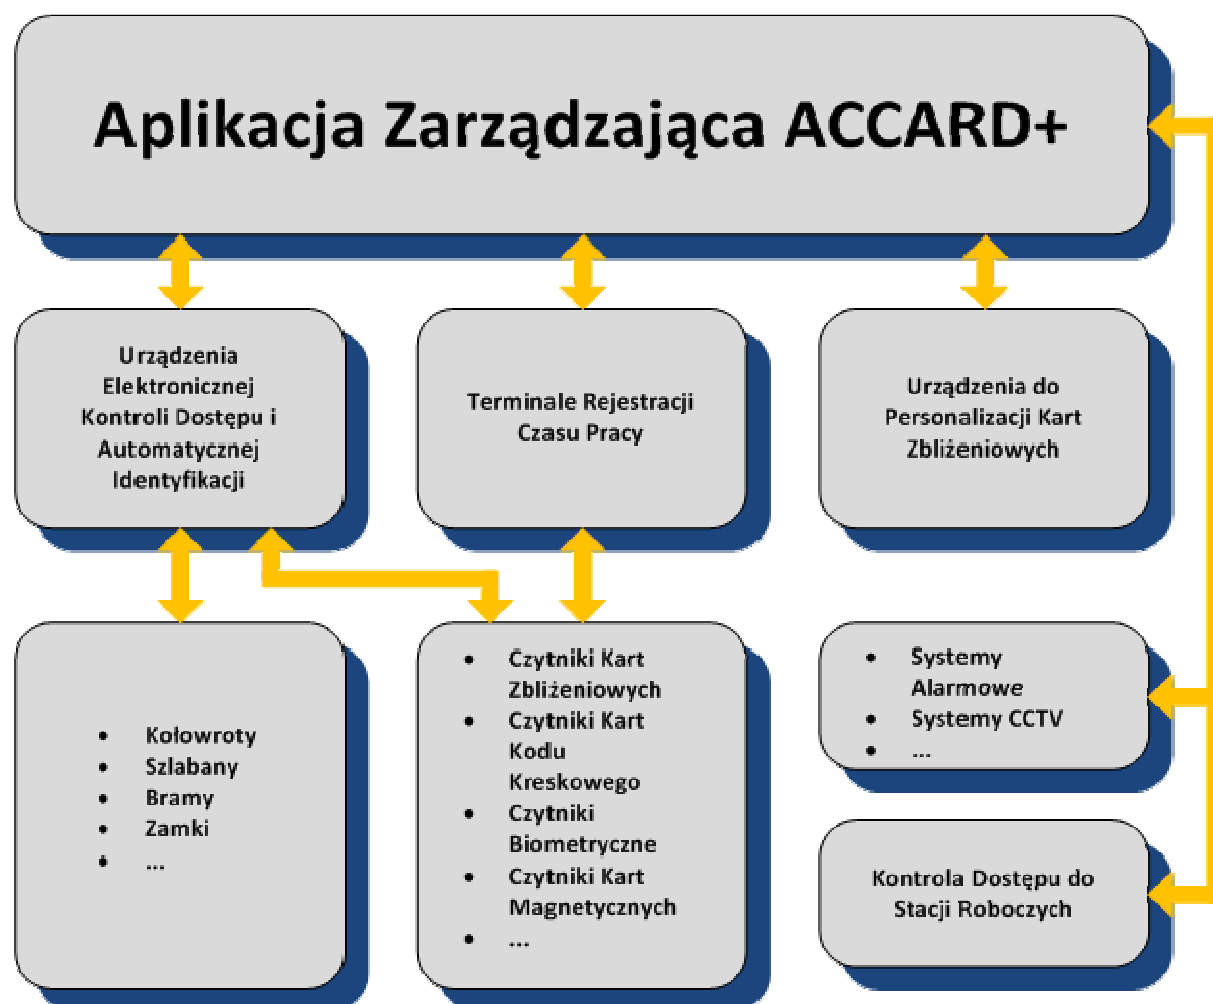 Aplikacja Zarządzająca ACCARD+
Urządzenia
Elektronicznej
Kontroli Dostępu i
Automatycznej
Identyfikacji
Terminale Rejestracji
Czasu Pracy
Urządzenia do
Personalizacji Kart
Zbliżeniowych
• Kołowroty
• Szlabany
• Bramy
• Zamki
• ...
• Czytniki Kart
Zbliżeniowych
• Czytniki Kart
Kodu
Kreskowego
• Czytniki
Biometryczne
• Czytniki Kart
Magnetycznych
• ...
• Systemy
Alarmowe
• Systemy CCTV
• ...
Kontrola Dostępu do
Stacji Roboczych